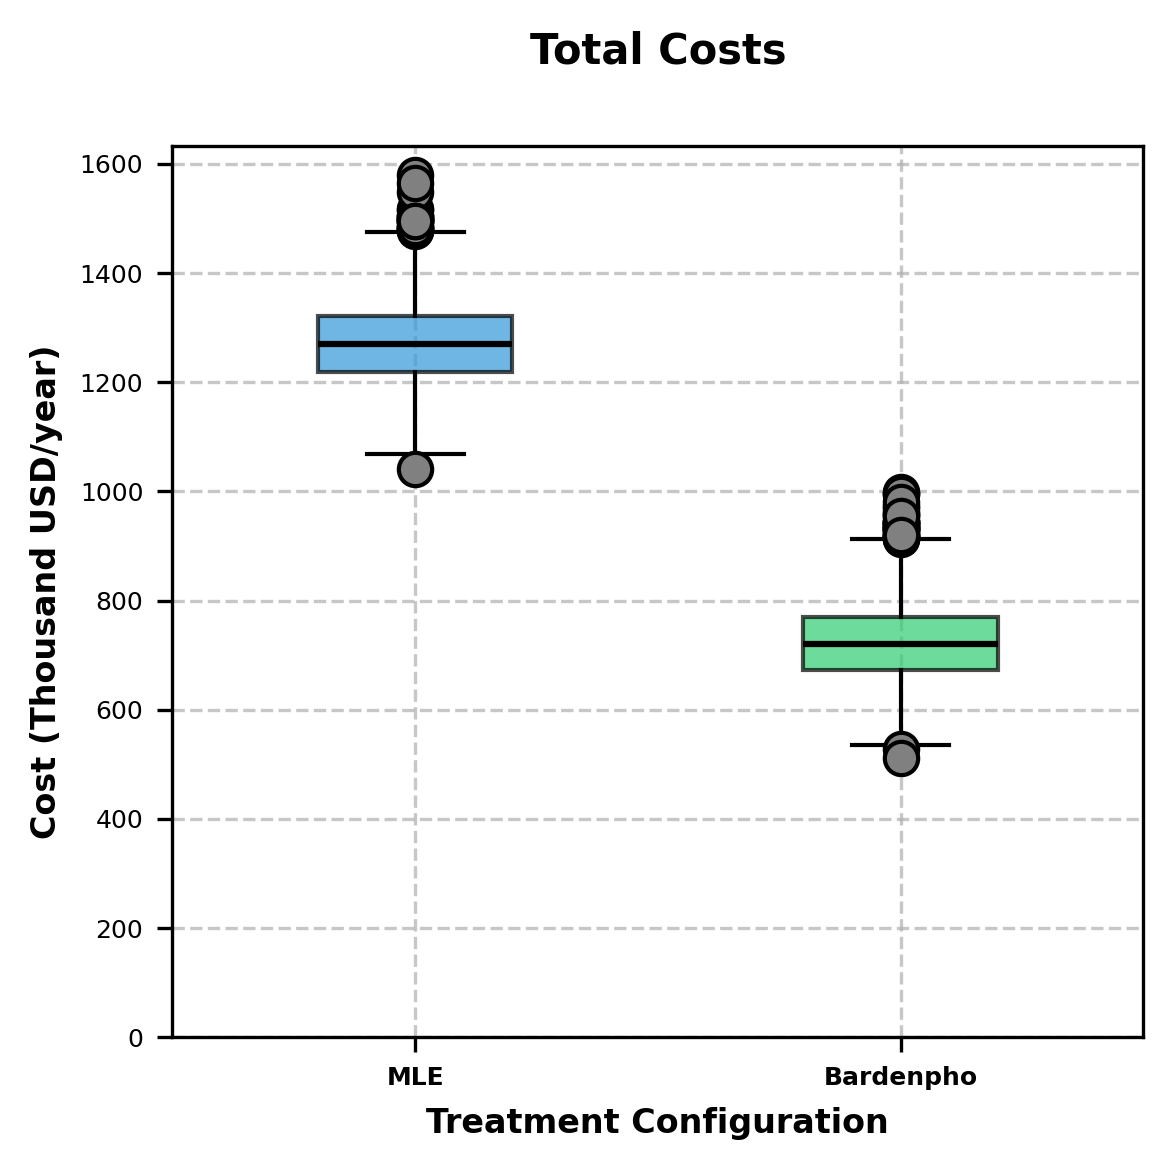 Total Costs
Cost (Thousand USD/year)
1600
1400
1200
1000
800
600
400
200
0
MLE
Bardenpho
Treatment Configuration